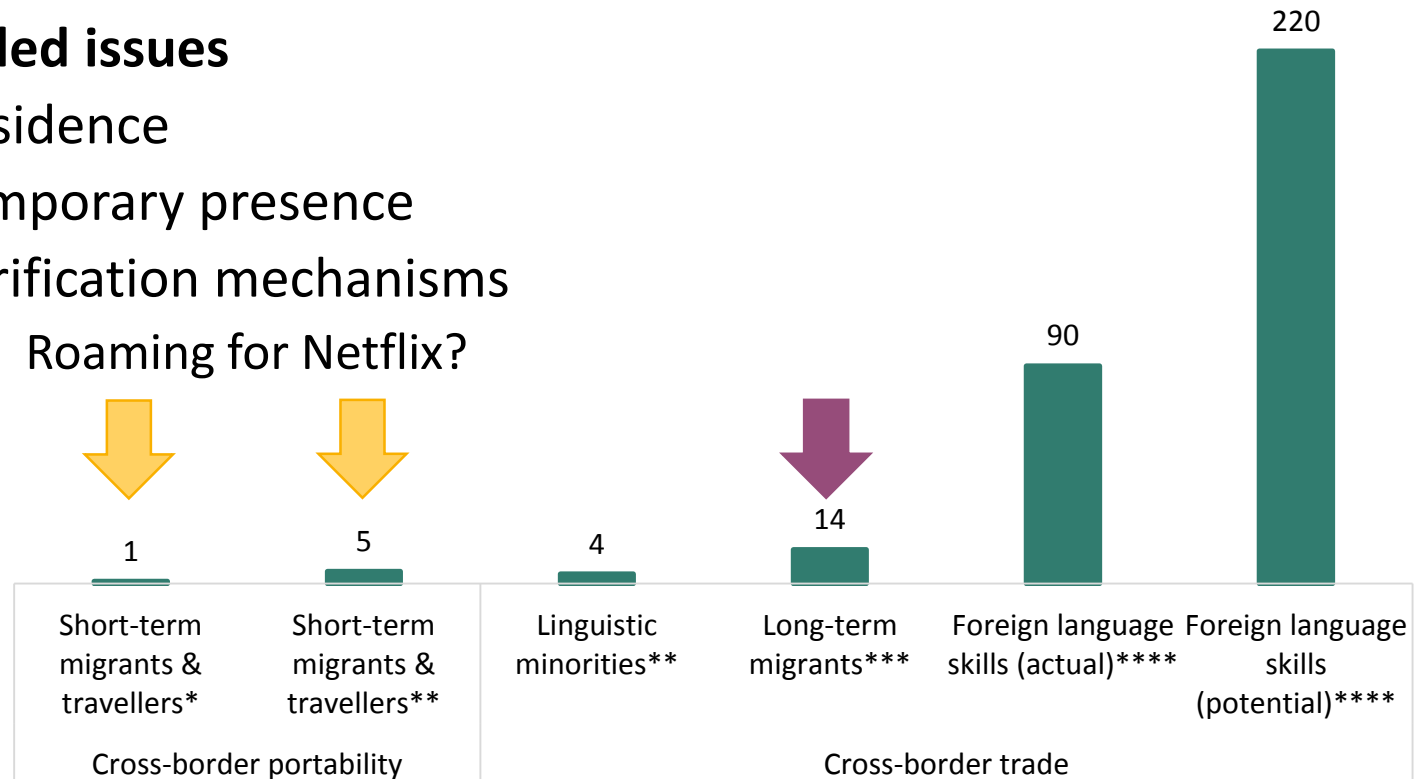 led issues
sidence
mporary presence
rification mechanisms
Roaming for Netflix?
220
90
14
1
5
4
Short-term
migrants &
travellers*
Short-term
migrants &
travellers**
Linguistic
minorities**
Long-term
migrants***
Foreign language
skills (actual)****
Foreign language
skills
(potential)****
Cross-border portability
Cross-border trade